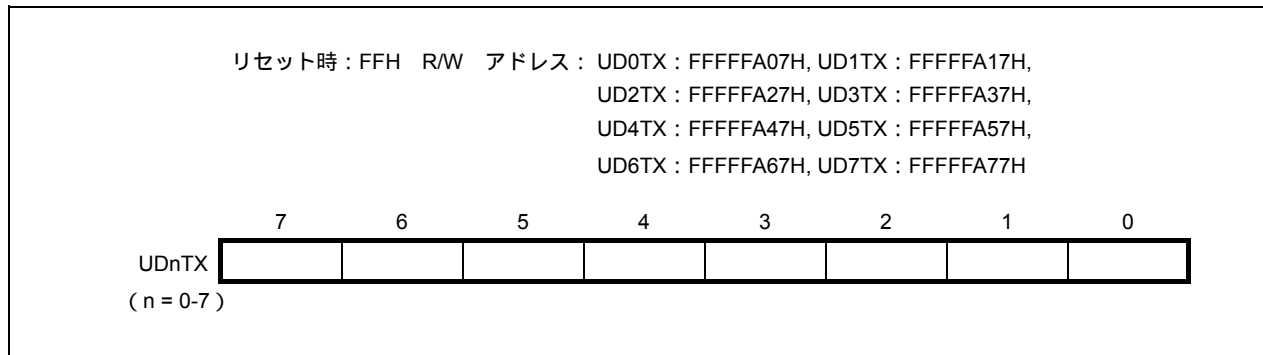 リセット時：FFH　R/W　アドレス： UD0TX：FFFFFA07H, UD1TX：FFFFFA17H,
UD2TX：FFFFFA27H, UD3TX：FFFFFA37H,
UD4TX：FFFFFA47H, UD5TX：FFFFFA57H,
UD6TX：FFFFFA67H, UD7TX：FFFFFA77H
7 6 5 4 3 2 1 0
UDnTX
（n = 0-7）